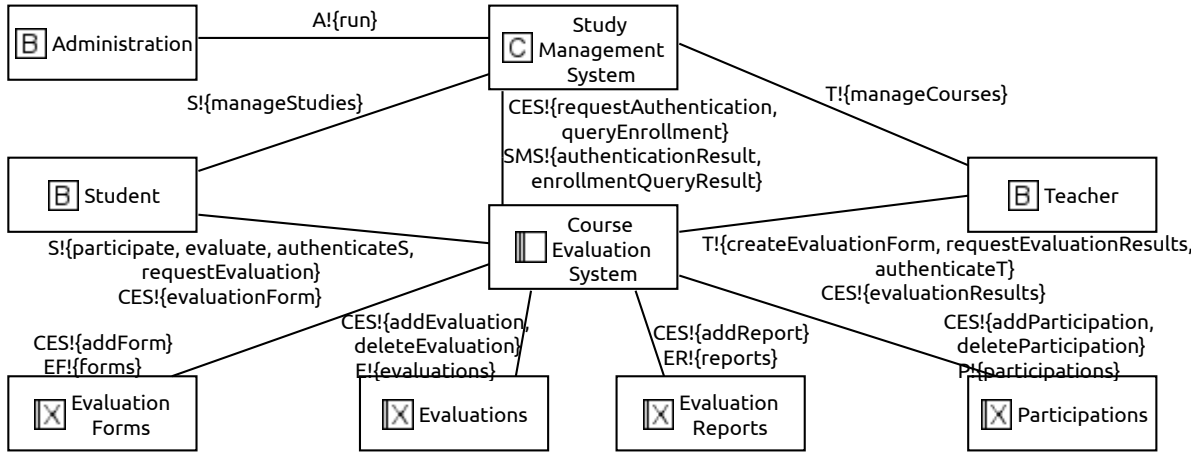 A!{run}
B Administration
C Study
Management
System
S!{manageStudies}
T!{manageCourses}
CES!{requestAuthentication,
queryEnrollment}
SMS!{authenticationResult,
enrollmentQueryResult}
B Student
B Teacher
Course
Evaluation
System
S!{participate, evaluate, authenticateS,
requestEvaluation}
CES!{evaluationForm}
T!{createEvaluationForm, requestEvaluationResults,
authenticateT}
CES!{evaluationResults}
CES!{addForm}
EF!{forms}
CES!{addEvaluation,
deleteEvaluation}
E!{evaluations}
CES!{addReport}
ER!{reports}
CES!{addParticipation,
deleteParticipation}
P!{participations}
X Evaluation
Forms
X Evaluations
X Evaluation
Reports
X Participations